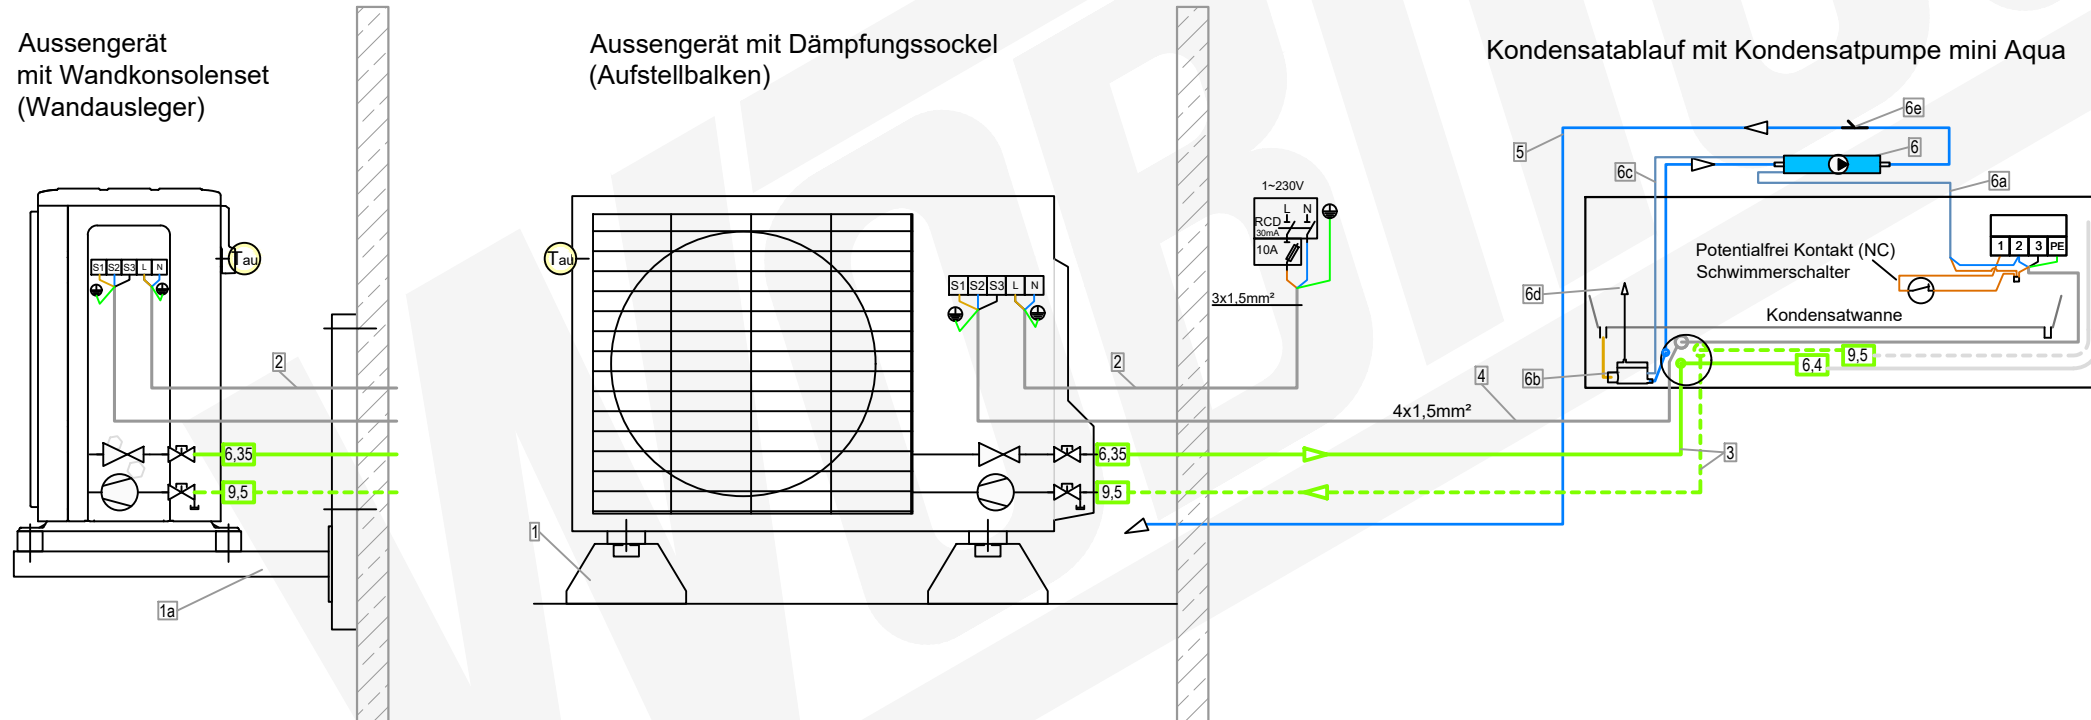 Aussengerät
mit Wandkonsolenset
(Wandausleger)
Tau
S1 S2 S3 L N
2
6,35
9,5
1a
Aussengerät mit Dämpfungssockel
(Aufstellbalken)
Tau
S1 S2 S3 L N
2
6,35
9,5
1
1~230V
L N
RCD
30mA
10A
3x1,5mm²
4
4x1,5mm²
3
Kondensatablauf mit Kondensatpumpe mini Aqua
6e
5
6
6c
6a
1 2 3 PE
Potentialfrei Kontakt (NC)
Schwimmerschalter
6d
Kondensatwanne
9,5
6,4
6b
WOBI